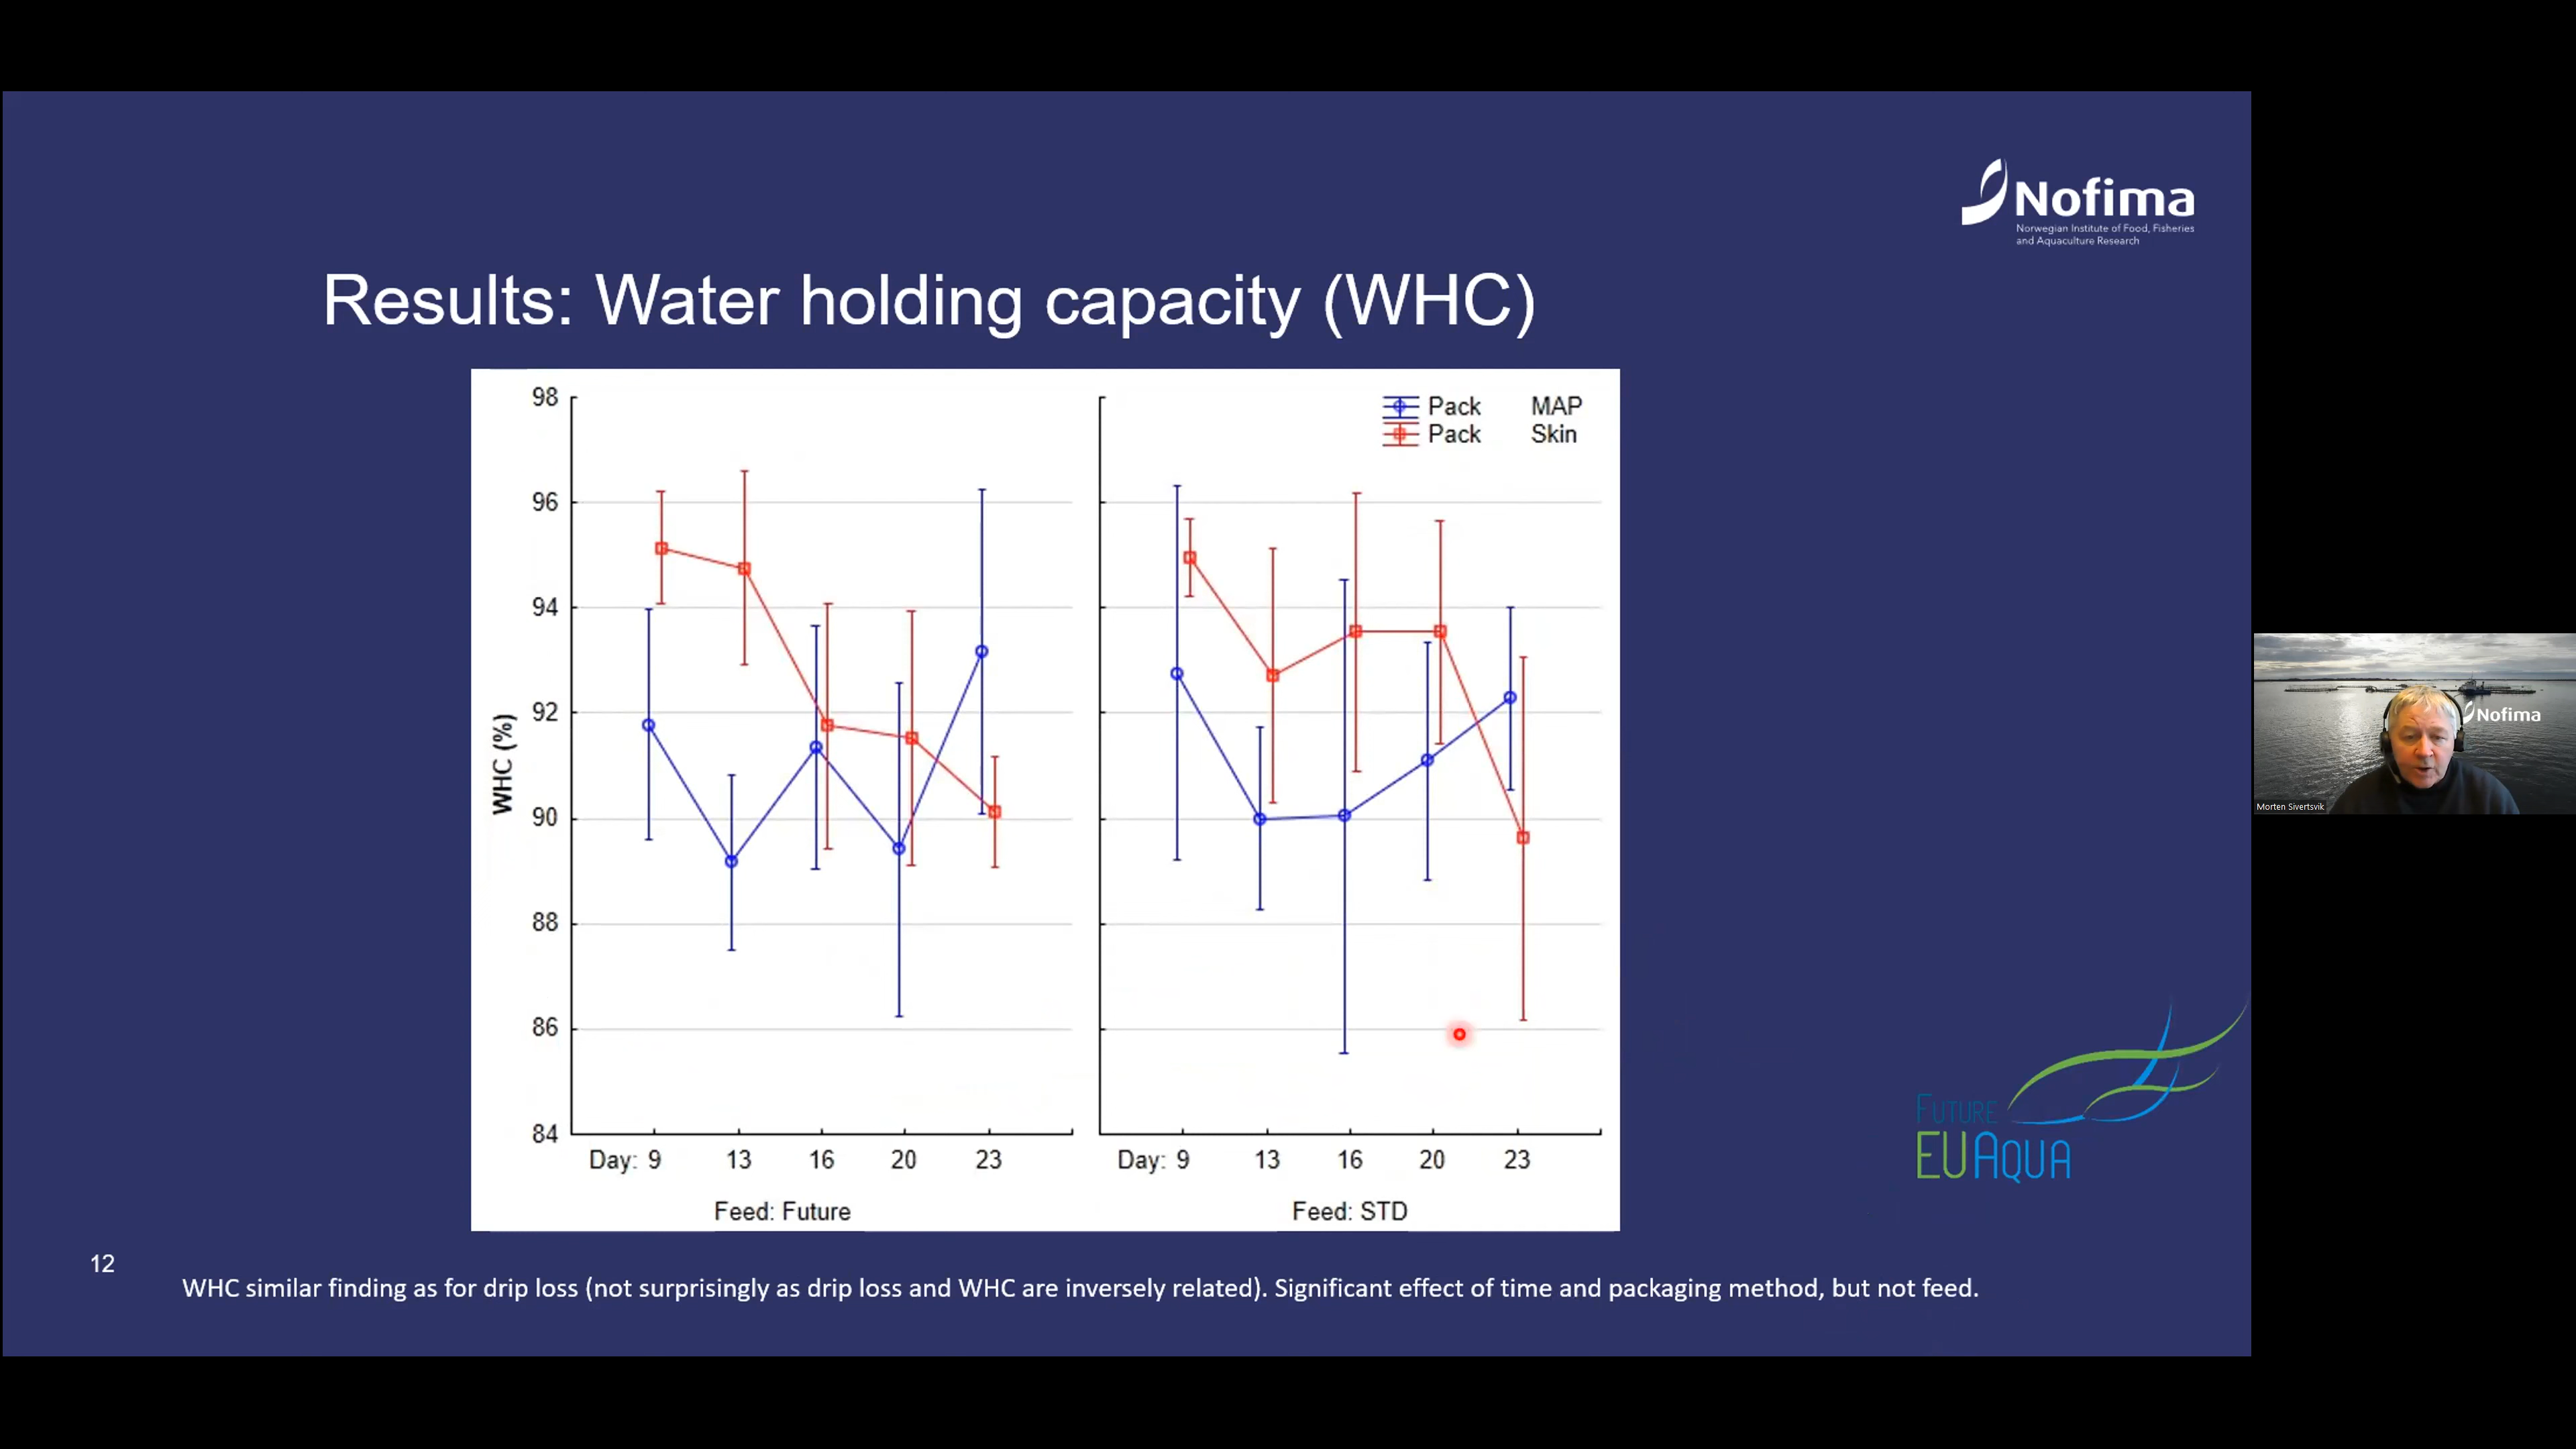 Nofima
Norwegian Institute of Food, Fisheries
and Aquaculture Research
Results: Water holding capacity (WHC)
Pack MAP
Pack Skin
98
96
94
92
90
88
86
84
WHC (%)
Day: 9 13 16 20 23
Day: 9 13 16 20 23
Feed: Future
Feed: STD
Nofima
Morten Sivertsvik
FUTURE
EUAQUA
12
WHC similar finding as for drip loss (not surprisingly as drip loss and WHC are inversely related). Significant effect of time and packaging method, but not feed.